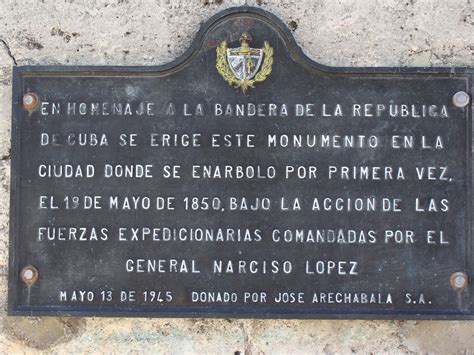 EN HOMENAJE A LA BANDERA DE LA REPÚBLICA
DE CUBA SE ERIGE ESTE MONUMENTO EN LA
CIUDAD DONDE SE ENARBOLO POR PRIMERA VEZ,
EL 19 DE MAYO DE 1850, BAJO LA ACCION DE LAS
FUERZAS EXPEDICIONARIAS COMANDADAS POR EL
GENERAL NARCISO LOPEZ
MAYO 13 DE 1945 DONADO POR JOSE ARECHABALA S.A.